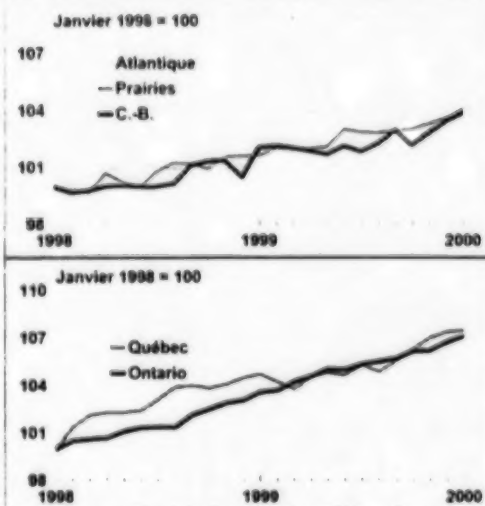 Janvier 1998 = 100
107
Atlantique
Prairies
104
C.-B.
101
98
1998 1999 2000
Janvier 1998 = 100
110
107
Québec
104
Ontario
101
98
1998 1999 2000